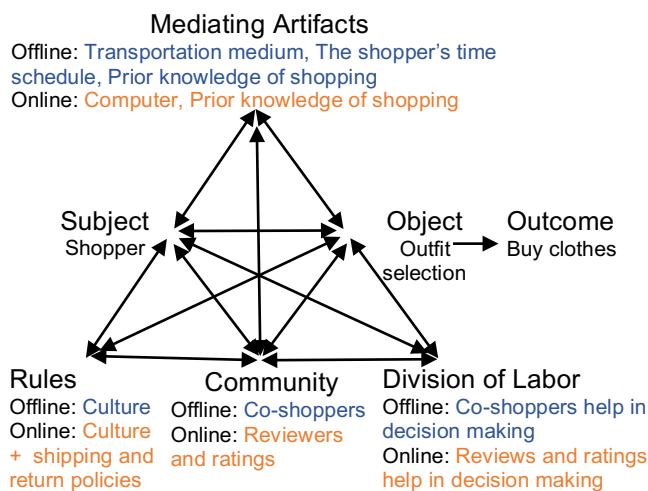 Mediating Artifacts
Offline: Transportation medium, The shopper's time
schedule, Prior knowledge of shopping
Online: Computer, Prior knowledge of shopping
Subject
Shopper
Object
Outfit
selection
Outcome
Buy clothes
Rules
Offline: Culture
Online: Culture
+ shipping and
return policies
Community
Offline: Co-shoppers
Online: Reviewers
and ratings
Division of Labor
Offline: Co-shoppers help in
decision making
Online: Reviews and ratings
help in decision making